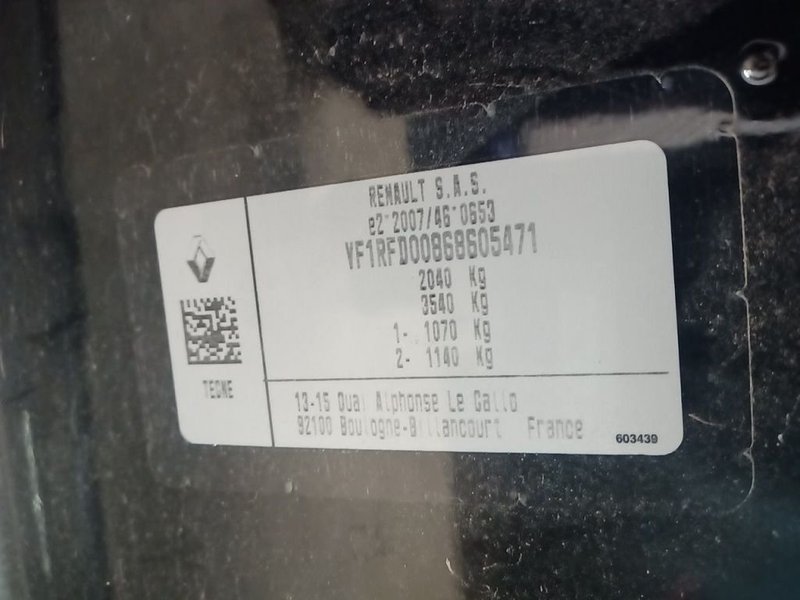 RENAULT S.A.S.
e2*2007/46*0653
VF1RFD00868605471
2040 Kg
3540 Kg
1- 1070 Kg
2- 1140 Kg
TECNE
13-15 Quai Alphonse Le Gallo
92100 Boulogne-Billancourt France
603439